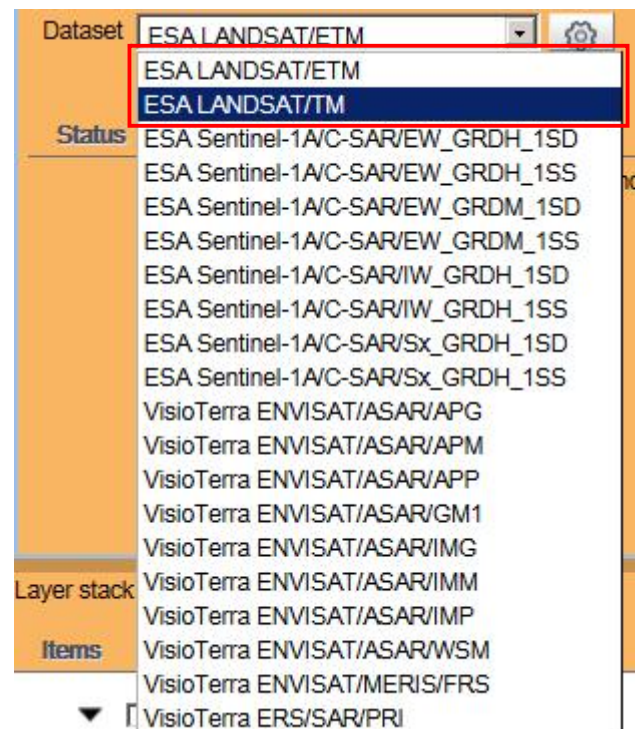 Dataset ESA LANDSAT/ETM
ESA LANDSAT/ETM
ESA LANDSAT/TM
Status
ESA Sentinel-1A/C-SAR/EW_GRDH_1SD
ESA Sentinel-1A/C-SAR/EW_GRDH_1SS
ESA Sentinel-1A/C-SAR/EW_GRDM_1SD
ESA Sentinel-1A/C-SAR/EW_GRDM_1SS
ESA Sentinel-1A/C-SAR/IW_GRDH_1SD
ESA Sentinel-1A/C-SAR/IW_GRDH_1SS
ESA Sentinel-1A/C-SAR/Sx_GRDH_1SD
ESA Sentinel-1A/C-SAR/Sx_GRDH_1SS
VisioTerra ENVISAT/ASAR/APG
VisioTerra ENVISAT/ASAR/APM
VisioTerra ENVISAT/ASAR/APP
VisioTerra ENVISAT/ASAR/GM1
VisioTerra ENVISAT/ASAR/IMG
Layer stack
VisioTerra ENVISAT/ASAR/IMM
VisioTerra ENVISAT/ASAR/IMP
Items
VisioTerra ENVISAT/ASAR/WSM
VisioTerra ENVISAT/MERIS/FRS
VisioTerra ERS/SAR/PRI